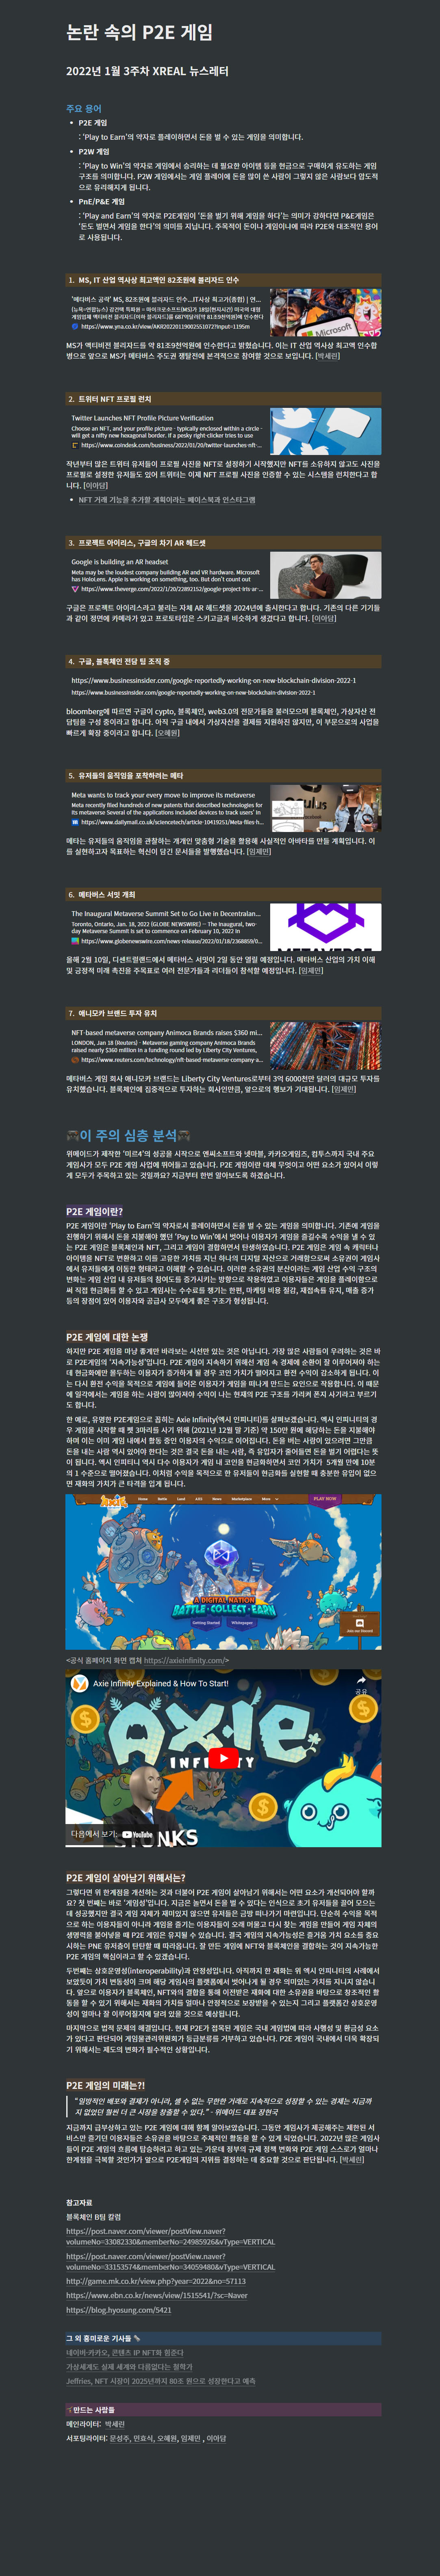 논란 속의 P2E 게임
2022년 1월 3주차 XREAL 뉴스레터
주요 용어
• P2E 게임
: 'Play to Earn'의 약자로 플레이하면서 돈을 벌 수 있는 게임을 의미합니다.
• P2W 게임
: 'Play to Win'의 약자로 게임에서 승리하는 데 필요한 아이템 등을 현금으로 구매하게 유도하는 게임
구조를 의미합니다. P2W 게임에서는 게임 플레이에 돈을 많이 쓴 사람이 그렇지 않은 사람보다 압도적
으로 유리해지게 됩니다.
• PnE/P&E 게임
: 'Play and Earn'의 약자로 P2E게임이 '돈을 벌기 위해 게임을 하다'는 의미가 강하다면 P&E게임은
'돈도 벌면서 게임을 한다'의 의미를 지닙니다. 주목적이 돈이냐 게임이냐에 따라 P2E와 대조적인 용어
로 사용됩니다.
1. MS, IT 산업 역사상 최고액인 82조원에 블리자드 인수
'메타버스 공략' MS, 82조원에 블리자드 인수...IT사상 최고가(종합) | 연...
https://www.yna.co.kr/view/AKR20220119002551072?input=1195m
MS가 액티비전 블리자드를 약 81조9천억원에 인수한다고 밝혔습니다. 이는 IT 산업 역사상 최고액 인수합
병으로 앞으로 MS가 메타버스 주도권 쟁탈전에 본격적으로 참여할 것으로 보입니다. [박세린]
2. 트위터 NFT 프로필 런치
Twitter Launches NFT Profile Picture Verification
Choose an NFT, and your profile picture - typically enclosed within a circle -
will get a nifty new hexagonal border. If a pesky right-clicker tries to use
https://www.coindesk.com/business/2022/01/20/twitter-launches-nft-...
작년부터 많은 트위터 유저들이 프로필 사진을 NFT로 설정하기 시작했지만 NFT를 소유하지 않고도 사진을
프로필로 설정한 유저들도 있어 트위터는 이제 NFT 프로필 사진을 인증할 수 있는 시스템을 런치한다고 합
니다. [이아담]
• NFT 거래 기능을 추가할 계획이라는 페이스북과 인스타그램
3. 프로젝트 아이리스, 구글의 차기 AR 헤드셋
Google is building an AR headset
Meta may be the loudest company building AR and VR hardware. Microsoft
has HoloLens. Apple is working on something, too. But don't count out
https://www.theverge.com/2022/1/20/22892152/google-project-iris-ar-...
구글은 프로젝트 아이리스라고 불리는 자체 AR 헤드셋을 2024년에 출시한다고 합니다. 기존의 다른 기기들
과 같이 정면에 카메라가 있고 프로토타입은 스키고글과 비슷하게 생겼다고 합니다. [이아담]
4. 구글, 블록체인 전담 팀 조직 중
https://www.businessinsider.com/google-reportedly-working-on-new-blockchain-division-2022-1
https://www.businessinsider.com/google-reportedly-working-on-new-blockchain-division-2022-1
bloomberg에 따르면 구글이 cypto, 블록체인, web3.0의 전문가들을 불러모으며 블록체인, 가상자산 전
담팀을 구성 중이라고 합니다. 아직 구글 내에서 가상자산을 결제를 지원하진 않지만, 이 부문으로의 사업을
빠르게 확장 중이라고 합니다. [오혜원]
5. 유저들의 움직임을 포착하려는 메타
Meta wants to track your every move to improve its metaverse
Meta recently filed hundreds of new patents that described technologies for
its metaverse Several of the applications included devices to track users' in
https://www.dailymail.co.uk/sciencetech/article-10419251/Meta-files-h...
메타는 유저들의 움직임을 관찰하는 개개인 맞춤형 기술을 활용해 사실적인 아바타를 만들 계획입니다. 이
를 실현하고자 목표하는 혁신이 담긴 문서들을 발행했습니다. [임재민]
6. 메타버스 서밋 개최
The Inaugural Metaverse Summit Set to Go Live in Decentralan...
Toronto, Ontario, Jan. 18, 2022 (GLOBE NEWSWIRE) -- The Inaugural, two-
day Metaverse Summit is set to commence on February 10, 2022 in
https://www.globenewswire.com/news-release/2022/01/18/2368859/0...
올해 2월 10일, 디센트럴랜드에서 메타버스 서밋이 2일 동안 열릴 예정입니다. 메타버스 산업의 가치 이해
및 긍정적 미래 촉진을 주목표로 여러 전문가들과 리더들이 참석할 예정입니다. [임재민]
7. 애니모카 브랜드 투자 유치
NFT-based metaverse company Animoca Brands raises $360 mi...
LONDON, Jan 18 (Reuters) - Metaverse gaming company Animoca Brands
raised nearly $360 million in a funding round led by Liberty City Ventures,
https://www.reuters.com/technology/nft-based-metaverse-company-a...
메타버스 게임 회사 애니모카 브랜드는 Liberty City Ventures로부터 3억 6000천만 달러의 대규모 투자를
유치했습니다. 블록체인에 집중적으로 투자하는 회사인만큼, 앞으로의 행보가 기대됩니다. [임재민]
이 주의 심층 분석
위메이드가 제작한 '미르4'의 성공을 시작으로 엔씨소프트와 넷마블, 카카오게임즈, 컴투스까지 국내 주요
게임사가 모두 P2E 게임 사업에 뛰어들고 있습니다. P2E 게임이란 대체 무엇이고 어떤 요소가 있어서 이렇
게 모두가 주목하고 있는 것일까요? 지금부터 한번 알아보도록 하겠습니다.
P2E 게임이란?
P2E 게임이란 'Play to Earn'의 약자로서 플레이하면서 돈을 벌 수 있는 게임을 의미합니다. 기존에 게임을
진행하기 위해서 돈을 지불해야 했던 'Pay to Win'에서 벗어나 이용자가 게임을 즐길수록 수익을 낼 수 있
는 P2E 게임은 블록체인과 NFT, 그리고 게임이 결합하면서 탄생하였습니다. P2E 게임은 게임 속 캐릭터나
아이템을 NFT로 변환하고 이들 고유한 가치를 지닌 하나의 디지털 자산으로 거래함으로써 소유권이 게임사
에서 유저들에게 이동한 형태라고 이해할 수 있습니다. 이러한 소유권의 분산이라는 게임 산업 수익 구조의
변화는 게임 산업 내 유저들의 참여도를 증가시키는 방향으로 작용하였고 이용자들은 게임을 플레이함으로
써 직접 현금화를 할 수 있고 게임사는 수수료를 챙기는 한편, 마케팅 비용 절감, 재접속률 유지, 매출 증가
등의 장점이 있어 이용자와 공급사 모두에게 좋은 구조가 형성됩니다.
P2E 게임에 대한 논쟁
하지만 P2E 게임을 마냥 좋게만 바라보는 시선만 있는 것은 아닙니다. 가장 많은 사람들이 우려하는 것은 바
로 P2E게임의 '지속가능성'입니다. P2E 게임이 지속하기 위해선 게임 속 경제에 순환이 잘 이루어져야 하는
데 현금화에만 몰두하는 이용자가 증가하게 될 경우 코인 가치가 떨어지고 환전 수익이 감소하게 됩니다. 이
는 다시 환전 수익을 목적으로 게임에 들어온 이용자가 게임을 떠나게 만드는 요인으로 작용합니다. 이 때문
에 일각에서는 게임을 하는 사람이 많아져야 수익이 나는 현재의 P2E 구조를 가리켜 폰지 사기라고 부르기
도 합니다.
한 예로, 유명한 P2E게임으로 꼽히는 Axie Infinity(액시 인피니티)를 살펴보겠습니다. 액시 인피니티의 경
우 게임을 시작할 때 펫 3마리를 사기 위해 (2021년 12월 말 기준) 약 150만 원에 해당하는 돈을 지불해야
하며 이는 이미 게임 내에서 활동 중인 이용자의 수익으로 이어집니다. 돈을 버는 사람이 있으려면 그만큼
돈을 내는 사람 역시 있어야 한다는 것은 결국 돈을 내는 사람, 즉 유입자가 줄어들면 돈을 벌기 어렵다는 뜻
이 됩니다. 액시 인피티니 역시 다수 이용자가 게임 내 코인을 현금화하면서 코인 가치가 5개월 만에 10분
의 1 수준으로 떨어졌습니다. 이처럼 수익을 목적으로 한 유저들이 현금화를 실현할 때 충분한 유입이 없으
면 재화의 가치가 큰 타격을 입게 됩니다.
Home Battle Land AXS News Marketplace More PLAY NOW
A DIGITAL NATION
BATTLE·COLLECT·EARN
Getting Started Whitepaper
Join our Discord
<공식 홈페이지 화면 캡처 https://axieinfinity.com/>
Axie Infinity Explained & How To Start!
공유
AXIE
INFINITY
다음에서 보기: YouTube
STONKS
P2E 게임이 살아남기 위해서는?
그렇다면 위 한계점을 개선하는 것과 더불어 P2E 게임이 살아남기 위해서는 어떤 요소가 개선되어야 할까
요? 첫 번째는 바로 '게임성'입니다. 지금은 놀면서 돈을 벌 수 있다는 인식으로 초기 유저들을 끌어 모으는
데 성공했지만 결국 게임 자체가 재미있지 않으면 유저들은 금방 떠나가기 마련입니다. 단순히 수익을 목적
으로 하는 이용자들이 아니라 게임을 즐기는 이용자들이 오래 머물고 다시 찾는 게임을 만들어 게임 자체의
생명력을 불어넣을 때 P2E 게임은 유지될 수 있습니다. 결국 게임의 지속가능성은 즐거움 가치 요소를 중요
시하는 PNE 유저층이 탄탄할 때 따라옵니다. 잘 만든 게임에 NFT와 블록체인을 결합하는 것이 지속가능한
P2E 게임의 핵심이라고 할 수 있겠습니다.
두번째는 상호운영성(interoperability)과 안정성입니다. 아직까지 한 재화는 위 액시 인피티의 사례에서
보았듯이 가치 변동성이 크며 해당 게임사의 플랫폼에서 벗어나게 될 경우 의미있는 가치를 지니지 않습니
다. 앞으로 이용자가 블록체인, NFT와의 결합을 통해 이전받은 재화에 대한 소유권을 바탕으로 창조적인 활
동을 할 수 있기 위해서는 재화의 가치를 얼마나 안정적으로 보장받을 수 있는지 그리고 플랫폼간 상호운영
성이 얼마나 잘 이루어질지에 달려 있을 것으로 예상됩니다.
마지막으로 법적 문제의 해결입니다. 현재 P2E가 접목된 게임은 국내 게임법에 따라 사행성 및 환금성 요소
가 있다고 판단되어 게임물관리위원회가 등급분류를 거부하고 있습니다. P2E 게임이 국내에서 더욱 확장되
기 위해서는 제도의 변화가 필수적인 상황입니다.
P2E 게임의 미래는?!
"일방적인 배포와 결제가 아니라, 셀 수 없는 무한한 거래로 지속적으로 성장할 수 있는 경제는 지금까
지 없었던 훨씬 더 큰 시장을 창출할 수 있다." - 위메이드 대표 장현국
지금까지 급부상하고 있는 P2E 게임에 대해 함께 알아보았습니다. 그동안 게임사가 제공해주는 제한된 서
비스만 즐기던 이용자들은 소유권을 바탕으로 주체적인 활동을 할 수 있게 되었습니다. 2022년 많은 게임사
들이 P2E 게임의 흐름에 탑승하려고 하고 있는 가운데 정부의 규제 정책 변화와 P2E 게임 스스로가 얼마나
한계점을 극복할 것인가가 앞으로 P2E게임의 지위를 결정하는 데 중요할 것으로 판단됩니다. [박세린]
참고자료
블록체인 B팀 칼럼
https://post.naver.com/viewer/postView.naver?
volumeNo=33082330&memberNo=24985926&vType=VERTICAL
https://post.naver.com/viewer/postView.naver?
volumeNo=33153574&memberNo=34059480&vType=VERTICAL
http://game.mk.co.kr/view.php?year=2022&no=57113
https://www.ebn.co.kr/news/view/1515541/?sc=Naver
https://blog.hyosung.com/5421
그 외 흥미로운 기사들
네이버·카카오, 콘텐츠 IP NFT화 힘준다
가상세계도 실제 세계와 다름없다는 철학가
Jeffries, NFT 시장이 2025년까지 80조 원으로 성장한다고 예측
만드는 사람들
메인라이터: 박세린
서포팅라이터: 문성주, 민효식, 오혜원, 임재민 , 이아담